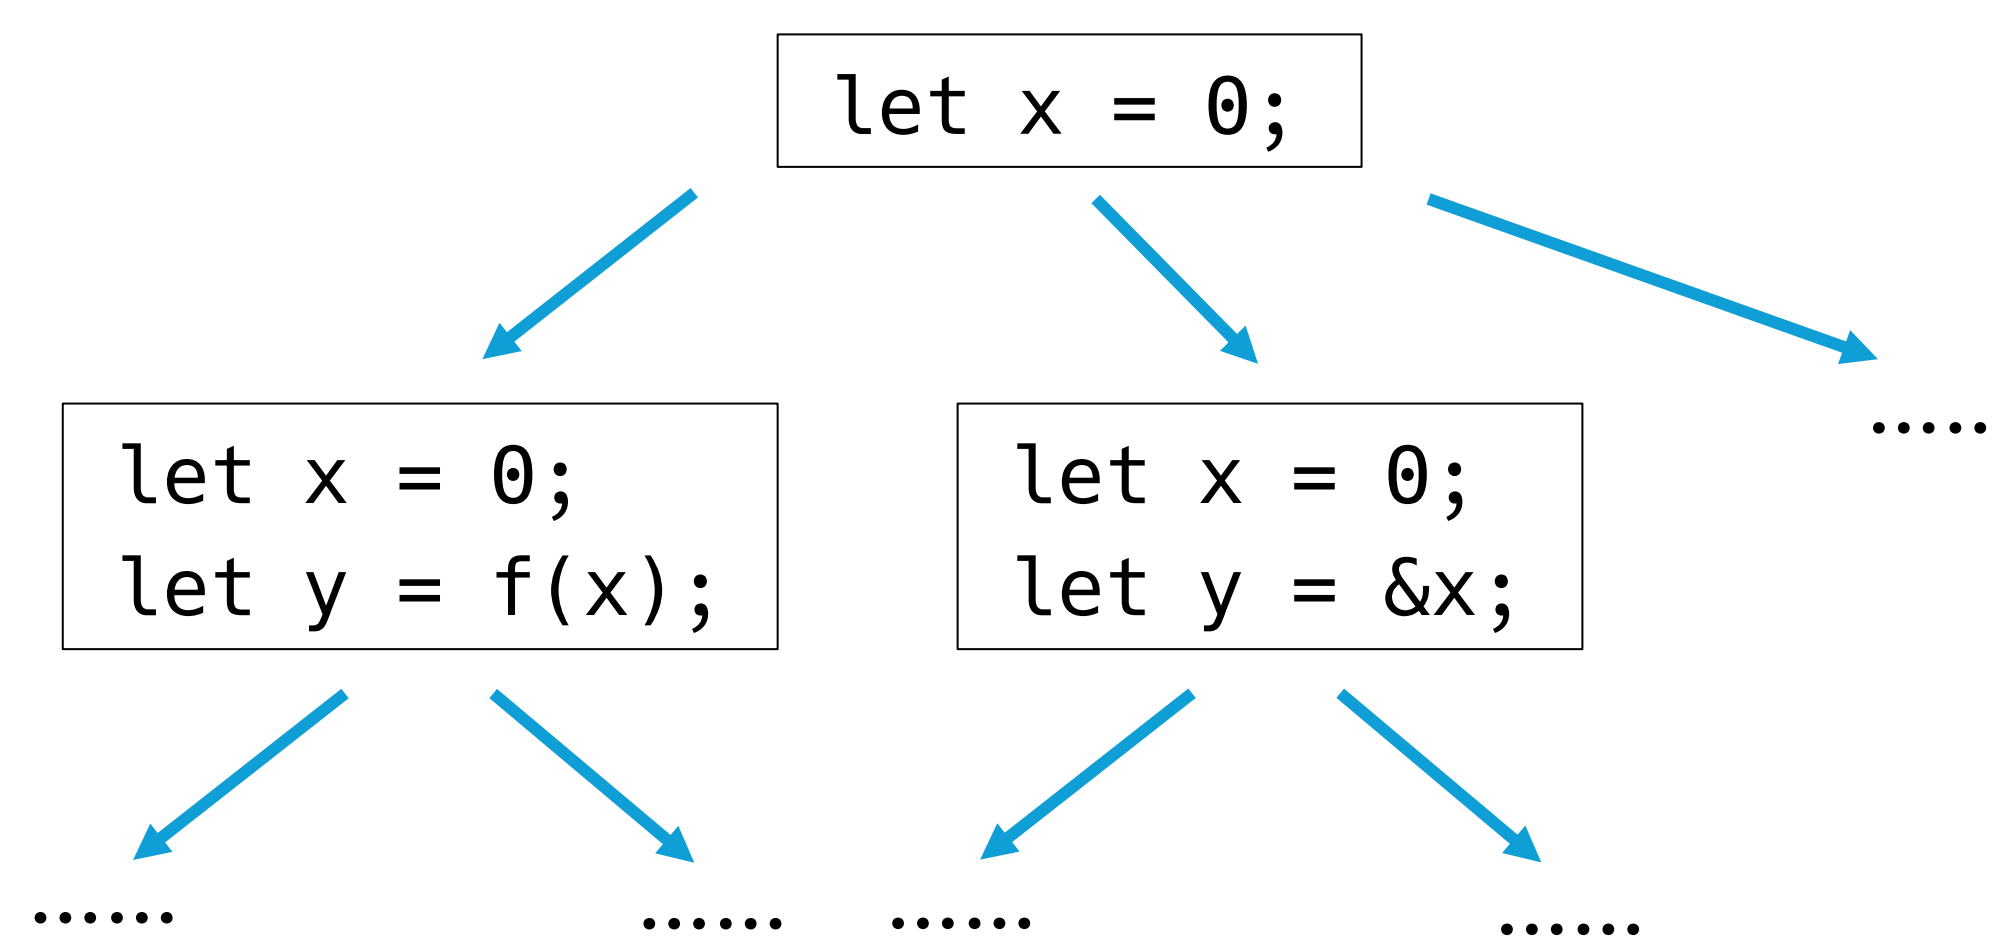 let x = 0;
let x = 0;
let y = f(x);
let x = 0;
let y = &x;
.....
......
......
......
......